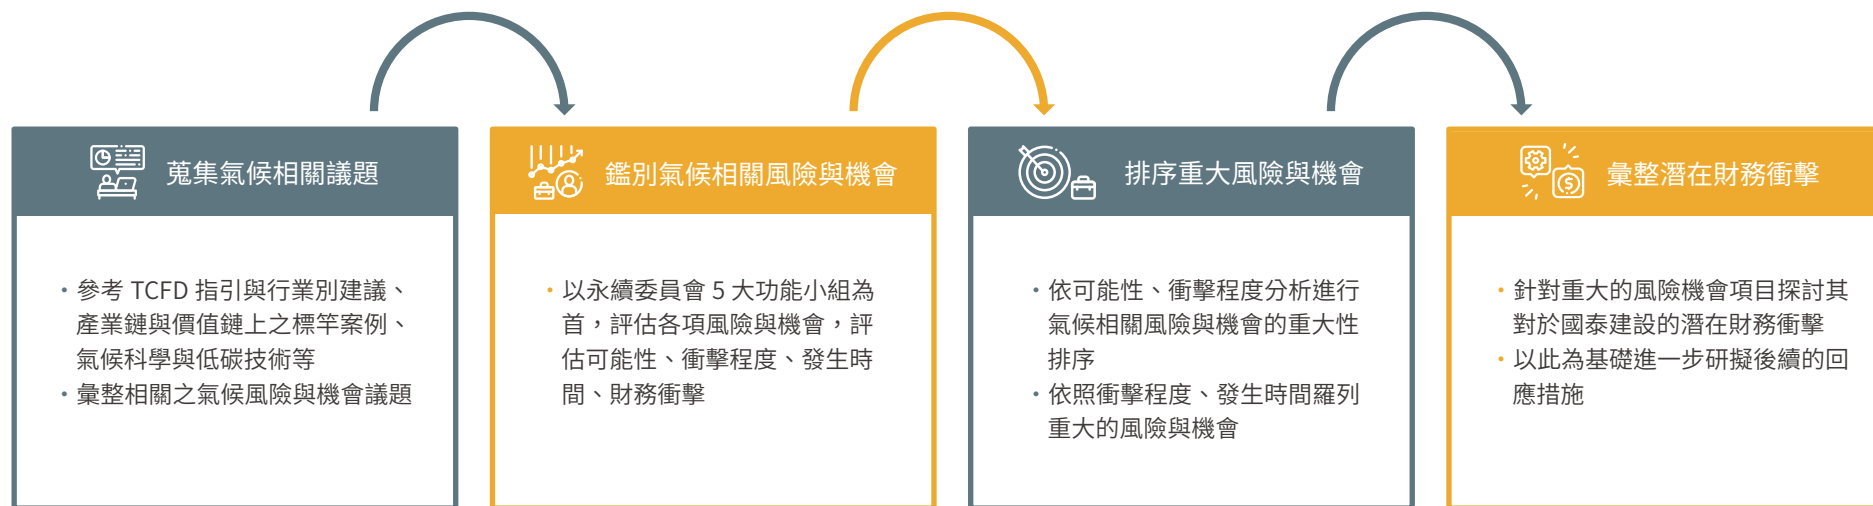 蒐集氣候相關議題
・參考 TCFD 指引與行業別建議、
產業鏈與價值鏈上之標竿案例、
氣候科學與低碳技術等
・彙整相關之氣候風險與機會議題
鑑別氣候相關風險與機會
・以永續委員會 5 大功能小組為
首，評估各項風險與機會，評
估可能性、衝擊程度、發生時
間、財務衝擊
排序重大風險與機會
・依可能性、衝擊程度分析進行
氣候相關風險與機會的重大性
排序
・依照衝擊程度、發生時間羅列
重大的風險與機會
彙整潛在財務衝擊
・針對重大的風險機會項目探討其
對於國泰建設的潛在財務衝擊
・以此為基礎進一步研擬後續的回
應措施